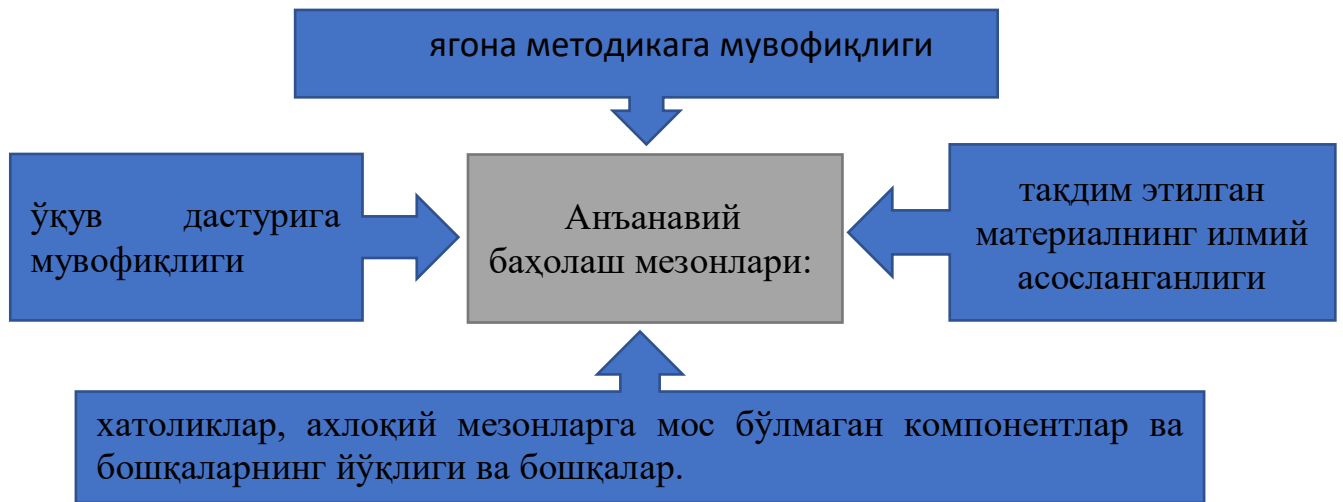 ягона методикага мувофиқлиги
ўқув дастурига
мувофиқлиги
Анъанавий
баҳолаш мезонлари:
тақдим этилган
материалнинг илмий
асосланганлиги
хатоликлар, ахлоқий мезонларга мос бўлмаган компонентлар ва
бошқаларнинг йўқлиги ва бошқалар.